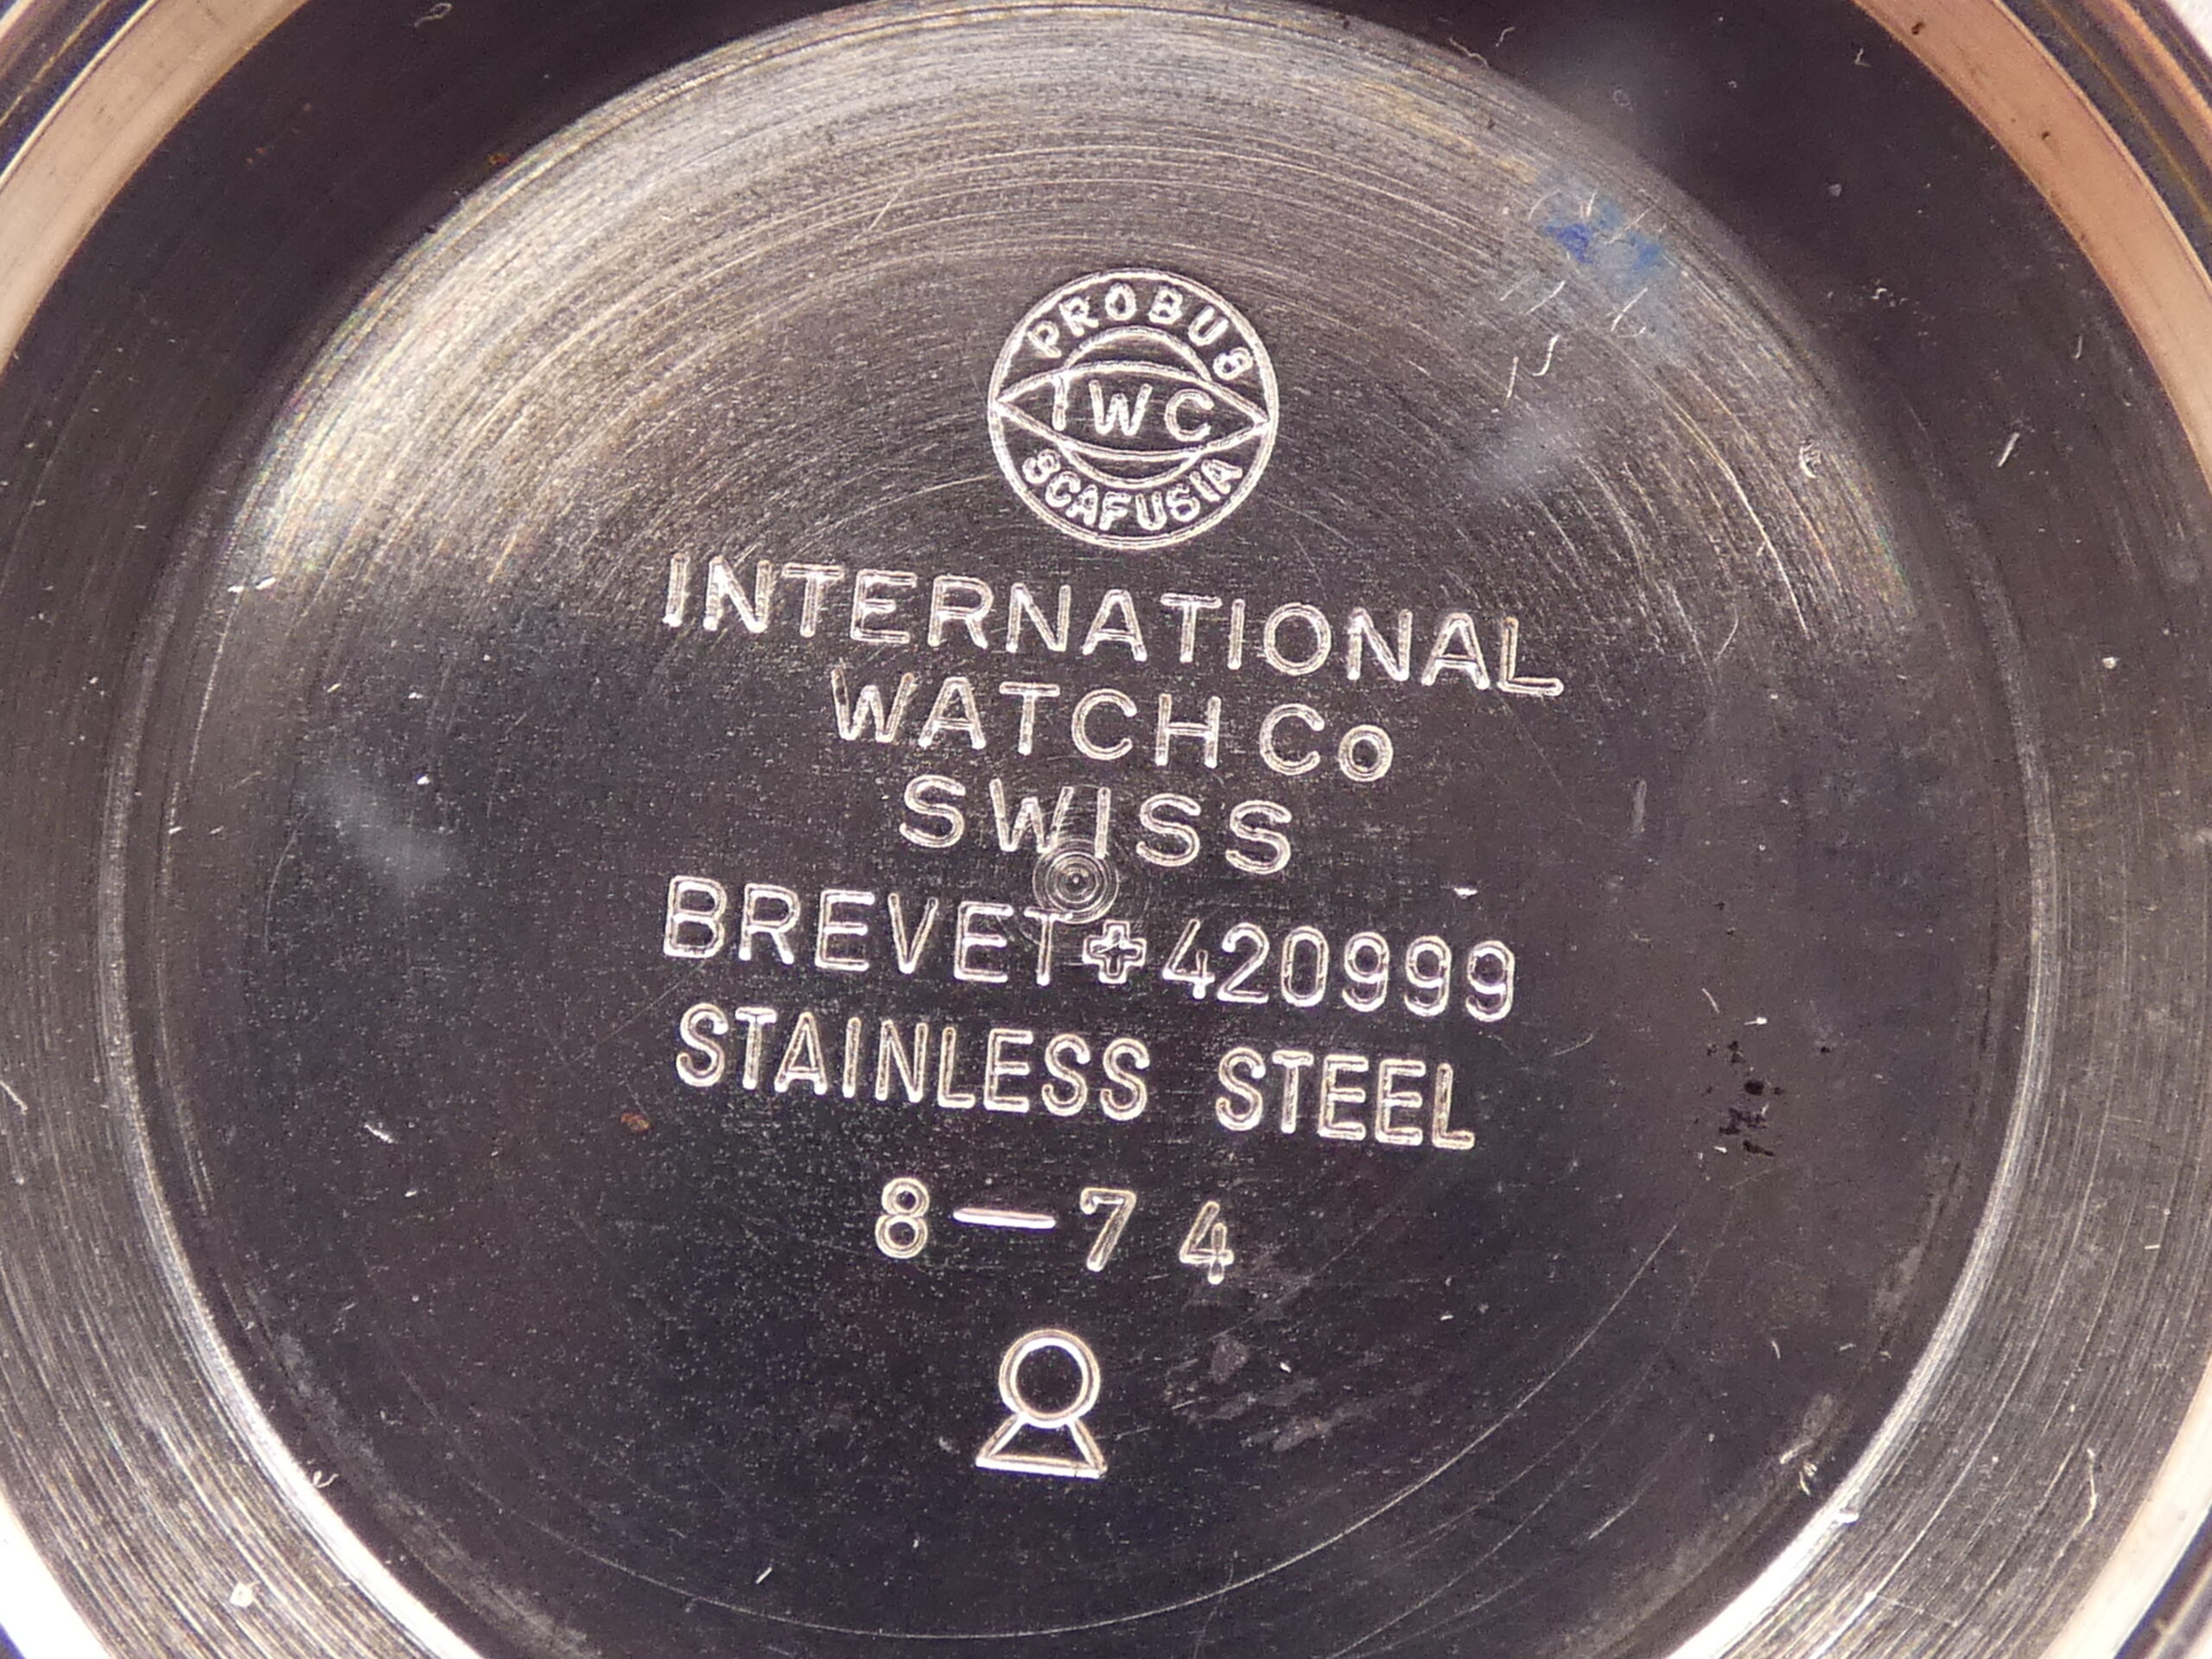 PROBUS
IWC
SCAFUSIA
INTERNATIONAL
WATCH Co
SWISS
BREVET + 420999
STAINLESS STEEL
8-74